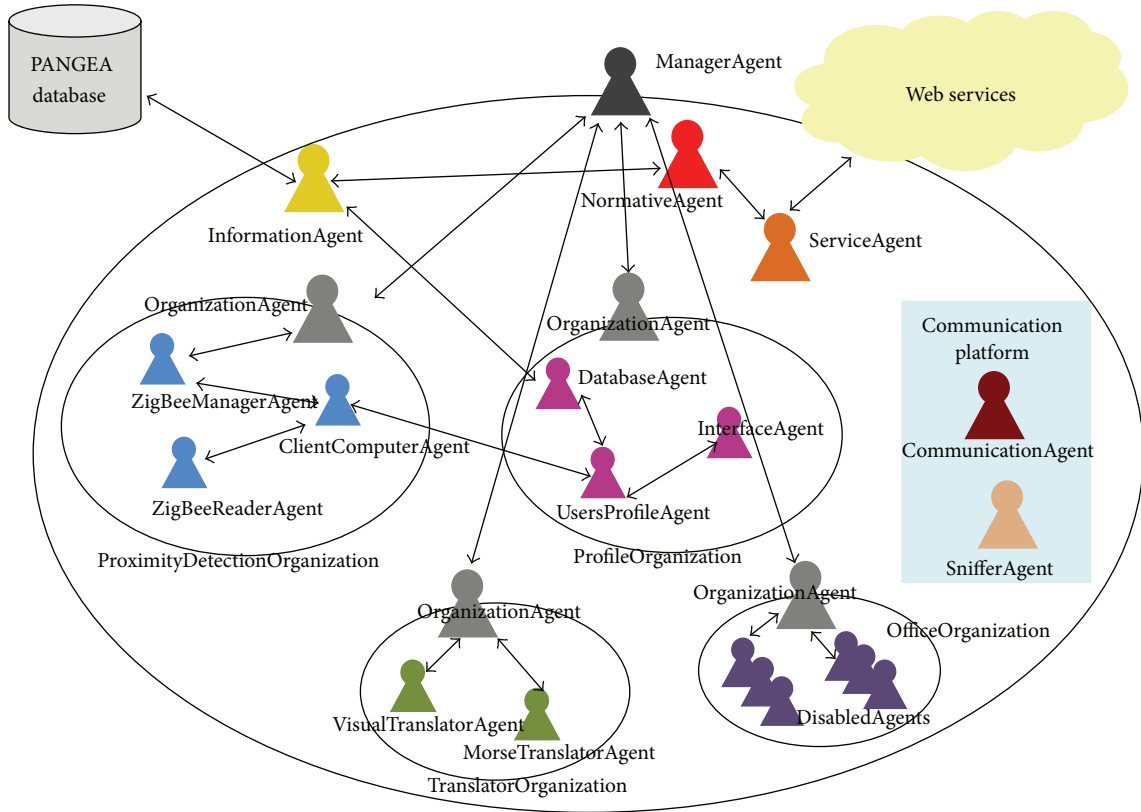 PANGEA
database
ManagerAgent
Web services
NormativeAgent
InformationAgent
ServiceAgent
OrganizationAgent
OrganizationAgent
Communication
platform
DatabaseAgent
ZigBeeManagerAgent
InterfaceAgent
ClientComputerAgent
CommunicationAgent
ZigBeeReaderAgent
UsersProfileAgent
ProximityDetectionOrganization
ProfileOrganization
SnifferAgent
OrganizationAgent
OrganizationAgent
OfficeOrganization
VisualTranslatorAgent
DisabledAgents
MorseTranslatorAgent
TranslatorOrganization